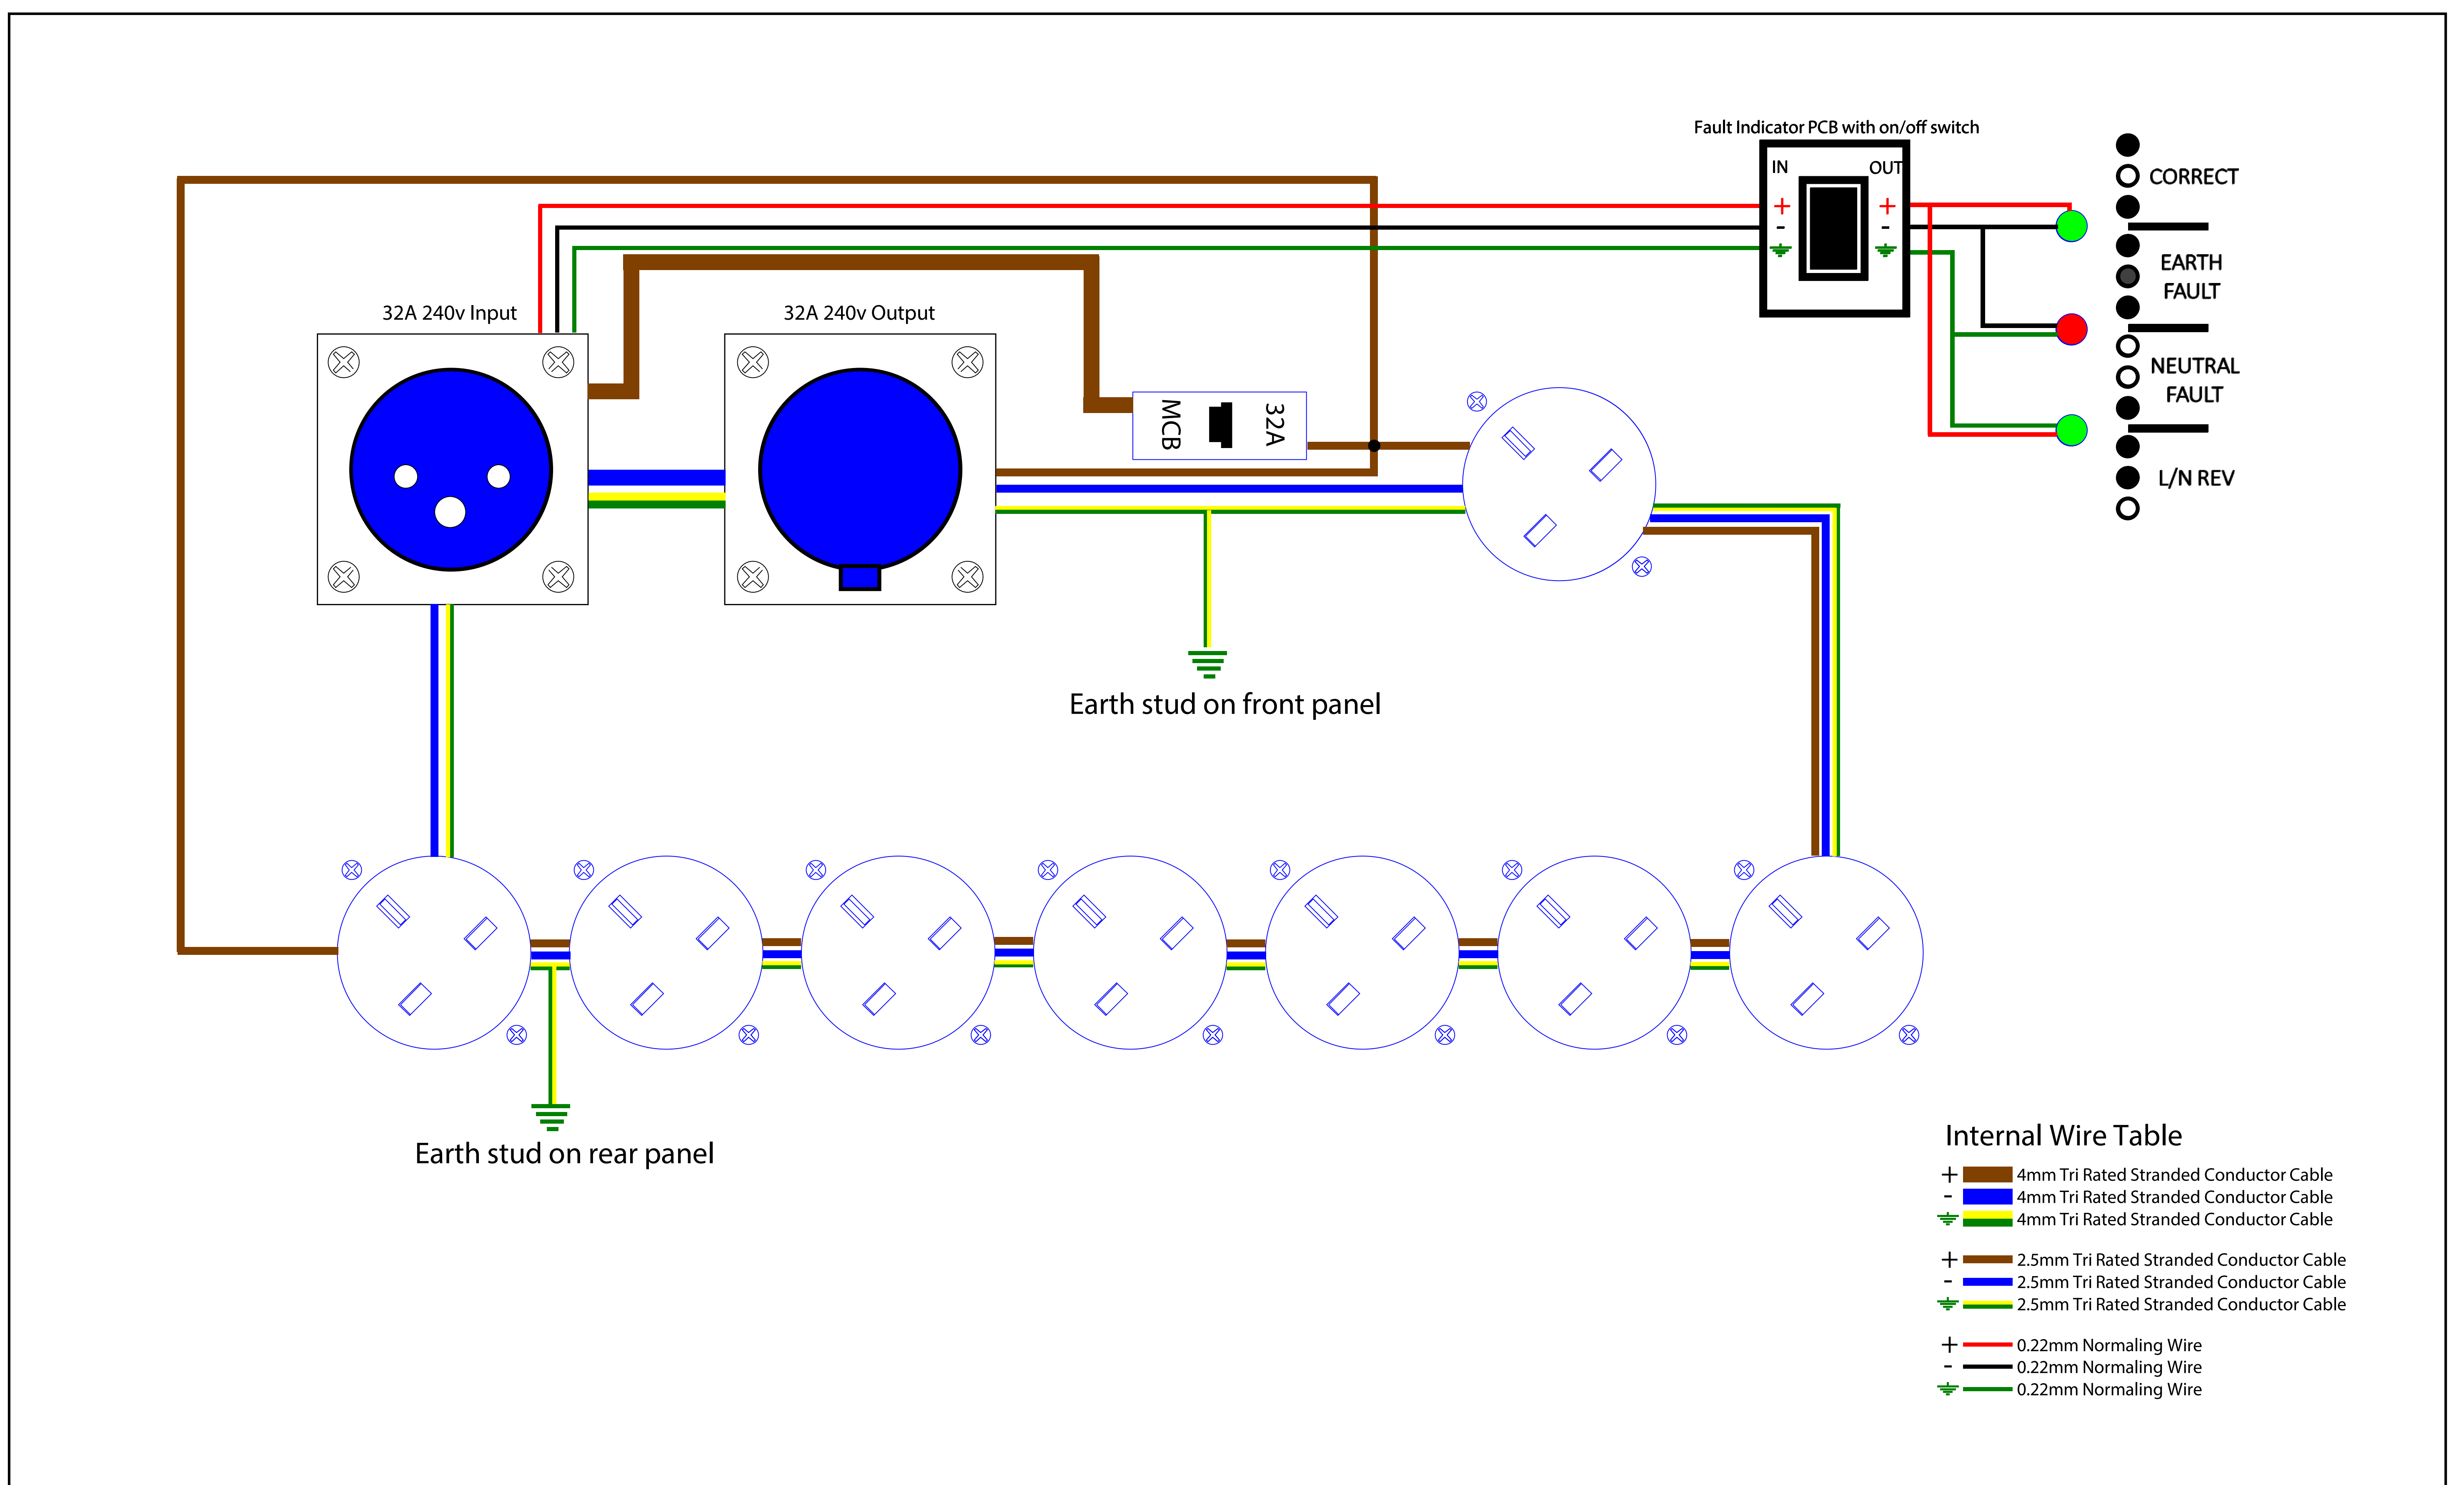 Fault Indicator PCB with on/off switch
IN
OUT
+
+
-
-
CORRECT
EARTH
FAULT
NEUTRAL
FAULT
L/N REV
32A 240v Input
32A 240v Output
MCB
32A
Earth stud on front panel
Earth stud on rear panel
Internal Wire Table
+ 4mm Tri Rated Stranded Conductor Cable
- 4mm Tri Rated Stranded Conductor Cable
4mm Tri Rated Stranded Conductor Cable
+ 2.5mm Tri Rated Stranded Conductor Cable
- 2.5mm Tri Rated Stranded Conductor Cable
2.5mm Tri Rated Stranded Conductor Cable
+ 0.22mm Normaling Wire
- 0.22mm Normaling Wire
0.22mm Normaling Wire